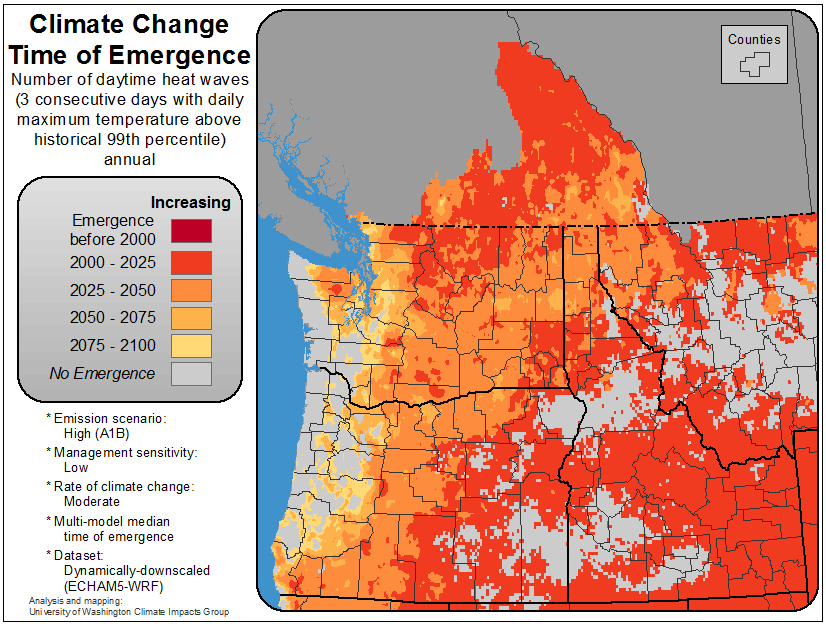 Climate Change
Time of Emergence
Number of daytime heat waves
(3 consecutive days with daily
maximum temperature above
historical 99th percentile)
annual
Increasing
Emergence
before 2000
2000 - 2025
2025 - 2050
2050 - 2075
2075 - 2100
No Emergence
* Emission scenario:
High (A1B)
* Management sensitivity:
Low
* Rate of climate change:
Moderate
* Multi-model median
time of emergence
* Dataset:
Dynamically-downscaled
(ECHAM5-WRF)
Analysis and mapping:
University of Washington Climate Impacts Group
Counties